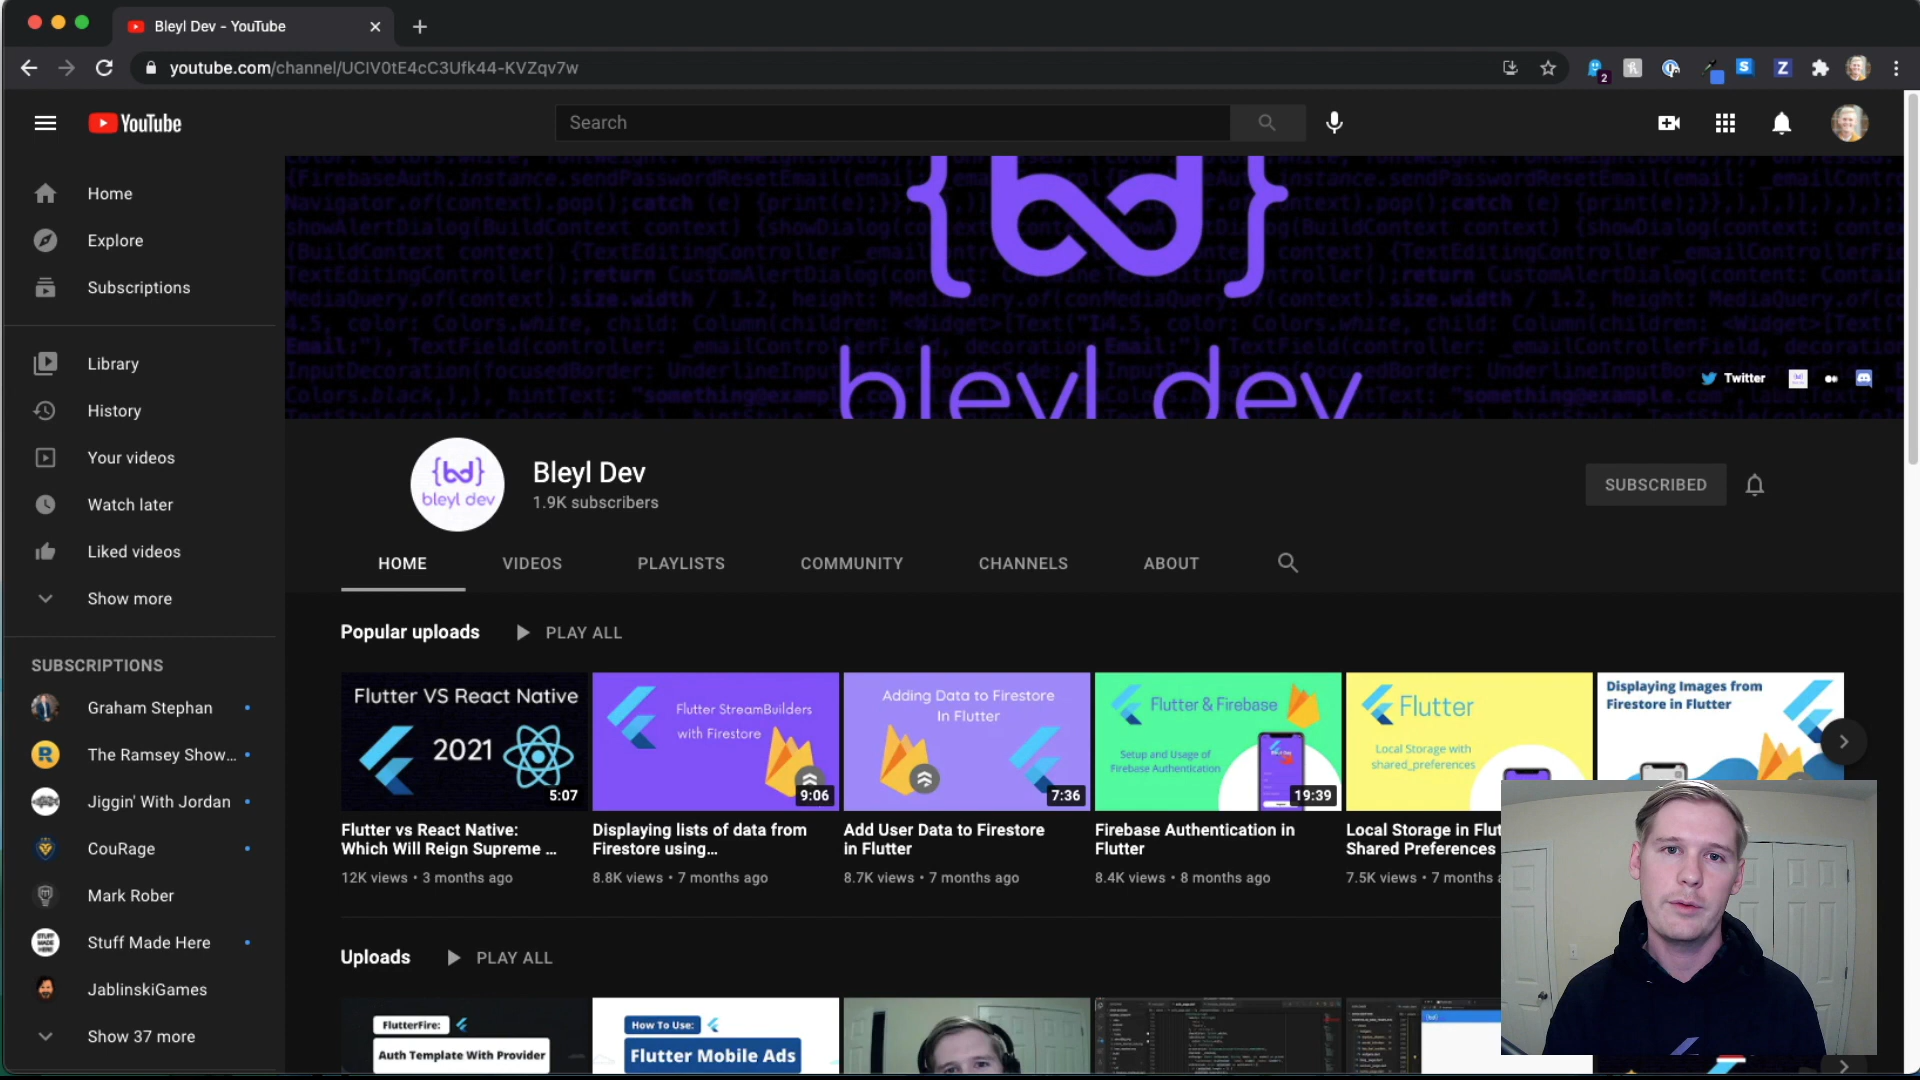 Bleyl Dev - YouTube
youtube.com/channel/UClV0tE4cC3Ufk44-KVZqv7w
2
S
Z
YouTube
Search
Home
Explore
Subscriptions
Library
History
Your videos
Watch later
Liked videos
Show more
SUBSCRIPTIONS
Graham Stephan
The Ramsey Show...
Jiggin' With Jordan
CouRage
Mark Rober
STUFF MADE HERE
Stuff Made Here
JablinskiGames
Show 37 more
{bd}
bleyl dev
Twitter
{bd}
bleyl dev
Bleyl Dev
1.9K subscribers
SUBSCRIBED
HOME
VIDEOS
PLAYLISTS
COMMUNITY
CHANNELS
ABOUT
Popular uploads
PLAY ALL
Flutter VS React Native
2021
5:07
Flutter vs React Native:
Which Will Reign Supreme ...
12K views • 3 months ago
Flutter StreamBuilders
with Firestore
9:06
Displaying lists of data from
Firestore using...
8.8K views • 7 months ago
Adding Data to Firestore
In Flutter
7:36
Add User Data to Firestore
in Flutter
8.7K views • 7 months ago
Flutter & Firebase
Setup and Usage of
Firebase Authentication
19:39
Firebase Authentication in
Flutter
8.4K views • 8 months ago
Flutter
Local Storage with
shared_preferences
Local Storage in Flut
Shared Preferences
7.5K views • 7 months a
Displaying Images from
Firestore in Flutter
Uploads
PLAY ALL
FlutterFire:
Auth Template With Provider
How To Use:
Flutter Mobile Ads